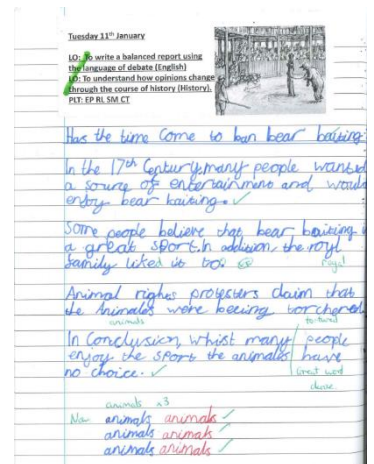 Tuesday 11th January
LO: To write a balanced report using
the language of debate (English)
LO: To understand how opinions change
through the course of history (History).
PLT: EP RL SM CT
Has the time come to ban bear baiting
In the 17th Century, many people wanted
a source of entertainment and would
enjoy bear baiting. ✓
Some people believe that bear baiting is
a great sport. In addition, the royl
family liked it to.
royal
Animal rights protesters claim that
the Animales were beeing torchered
animals
tortured
In Conclusion, Whilst many people
enjoy the sport the animales have
no choice. ✓
Great word
animals x3
Now animals animals ✓
animals animals ✓
animals animals ✓